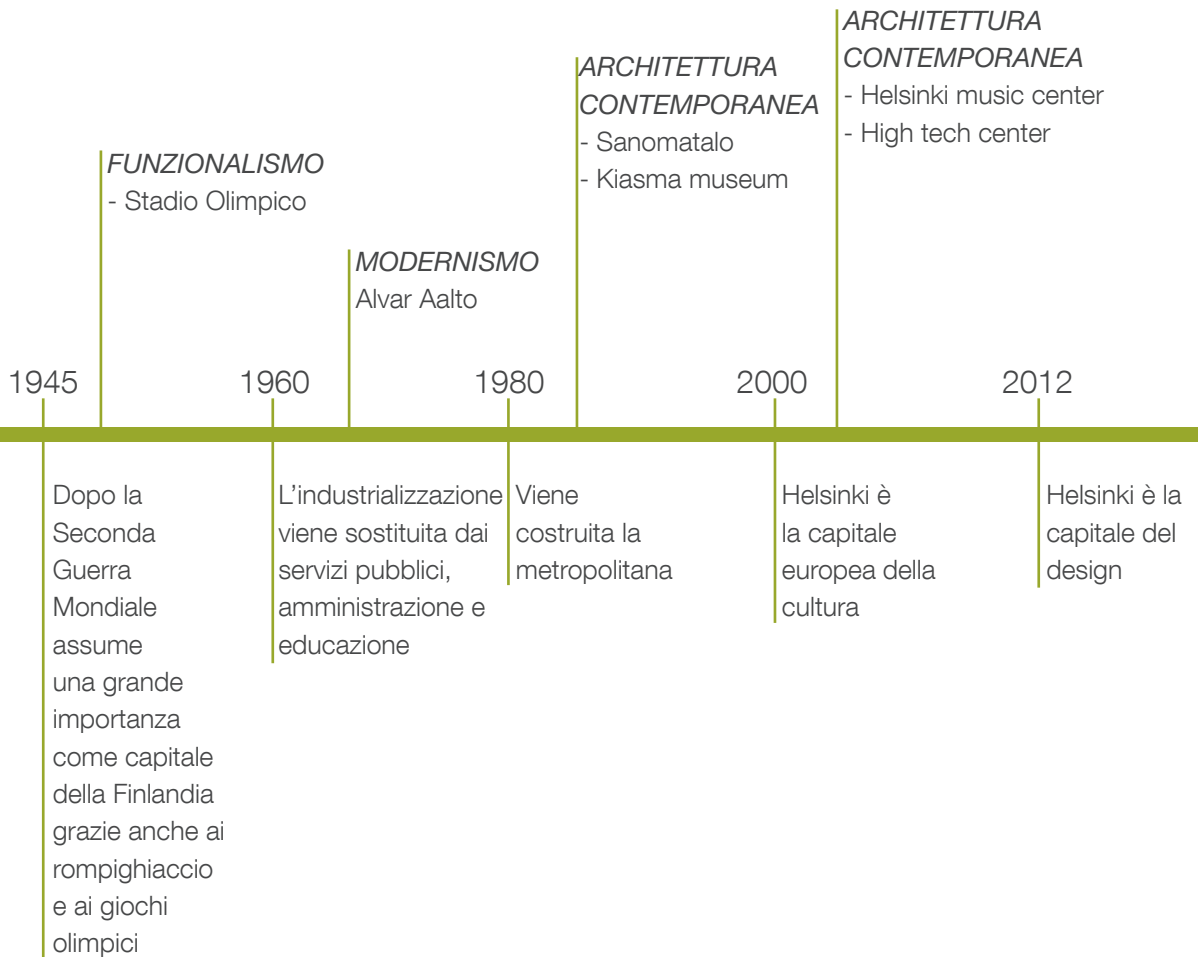 ARCHITETTURA
CONTEMPORANEA
- Helsinki music center
- High tech center
ARCHITETTURA
CONTEMPORANEA
- Sanomatalo
- Kiasma museum
FUNZIONALISMO
- Stadio Olimpico
MODERNISMO
Alvar Aalto
1945
1960
1980
2000
2012
Dopo la
Seconda
Guerra
Mondiale
assume
una grande
importanza
come capitale
della Finlandia
grazie anche ai
rompighiaccio
e ai giochi
olimpici
L’industrializzazione
viene sostituita dai
servizi pubblici,
amministrazione e
educazione
Viene
costruita la
metropolitana
Helsinki è
la capitale
europea della
cultura
Helsinki è la
capitale del
design